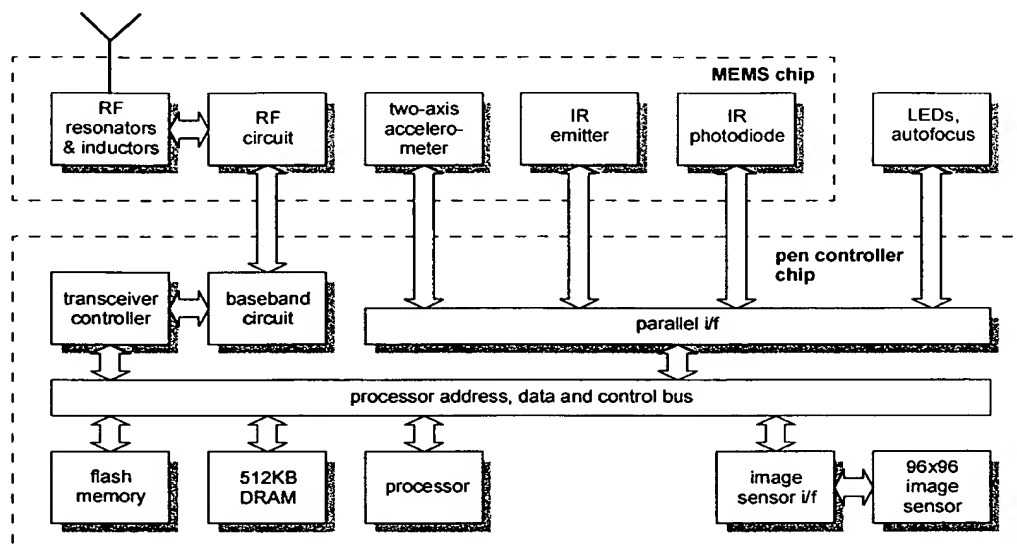 MEMS chip
RF
resonators
& inductors
RF
circuit
two-axis
accelero-
meter
IR
emitter
IR
photodiode
LEDs,
autofocus
pen controller
chip
transceiver
controller
baseband
circuit
parallel i/f
processor address, data and control bus
flash
memory
512KB
DRAM
processor
image
sensor i/f
96x96
image
sensor